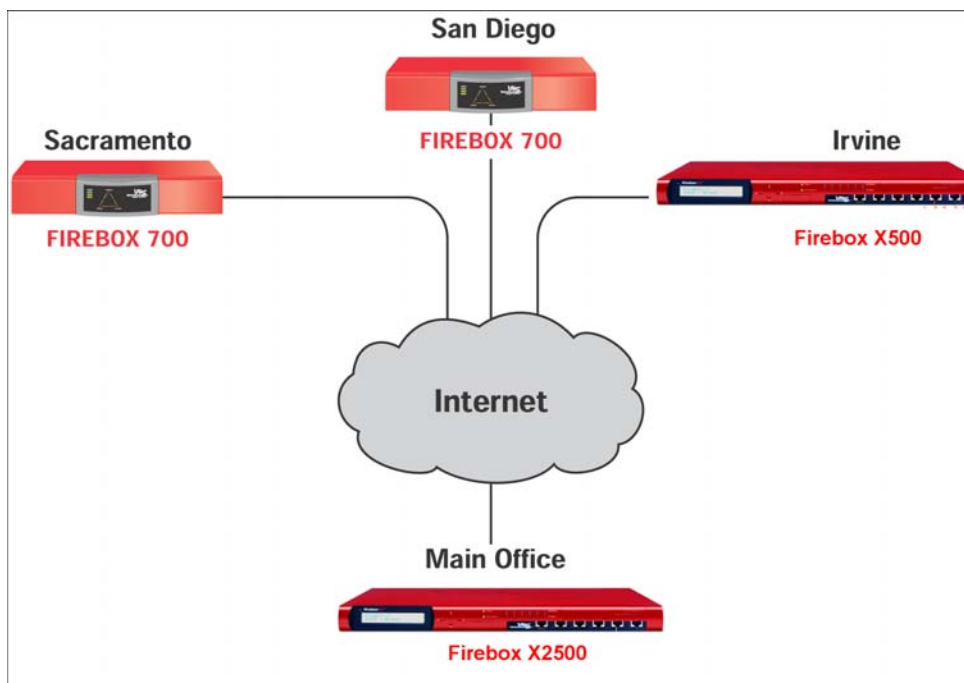 San Diego
FIREBOX 700
Sacramento
FIREBOX 700
Irvine
Firebox X500
Internet
Main Office
Firebox X2500